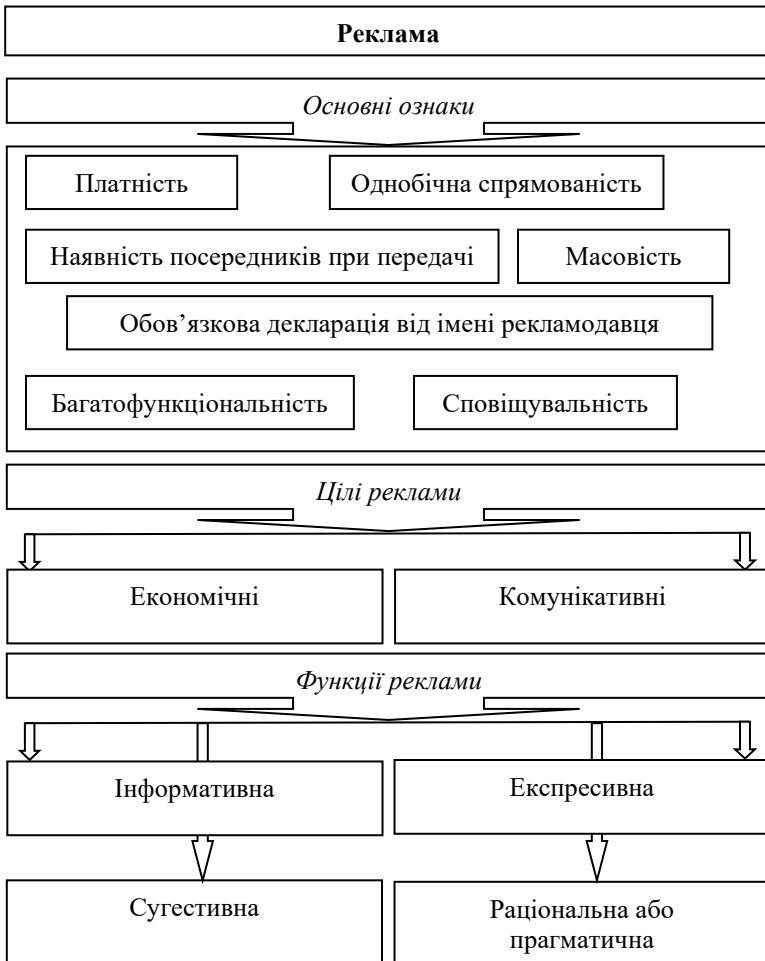 Реклама
Основні ознаки
Платність
Однобічна спрямованість
Наявність посередників при передачі
Масовість
Обов’язкова декларація від імені рекламодавця
Багатофункціональність
Сповіщувальність
Цілі реклами
Економічні
Комунікативні
Функції реклами
Інформативна
Експресивна
Сугестивна
Раціональна або
прагматична